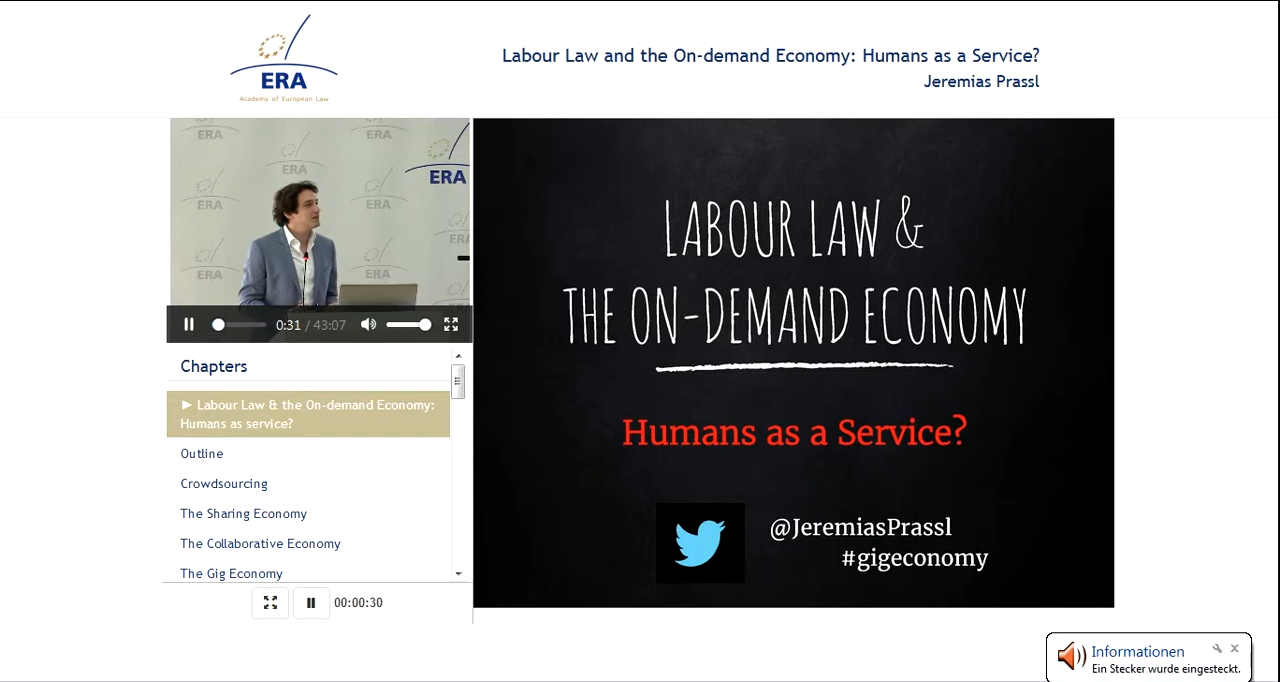 ERA
Academy of European Law
Labour Law and the On-demand Economy: Humans as a Service?
Jeremias Prassl
ERA
ERA
ERA
ERA
ERA
ERA
ERA
ERA
ERA
0:31 / 43:07
Chapters
► Labour Law & the On-demand Economy:
Humans as service?
Outline
Crowdsourcing
The Sharing Economy
The Collaborative Economy
The Gig Economy
00:00:30
LABOUR LAW &
THE ON-DEMAND ECONOMY
Humans as a Service?
@JeremiasPrassl
#gigeconomy
Informationen
Ein Stecker wurde eingesteckt.